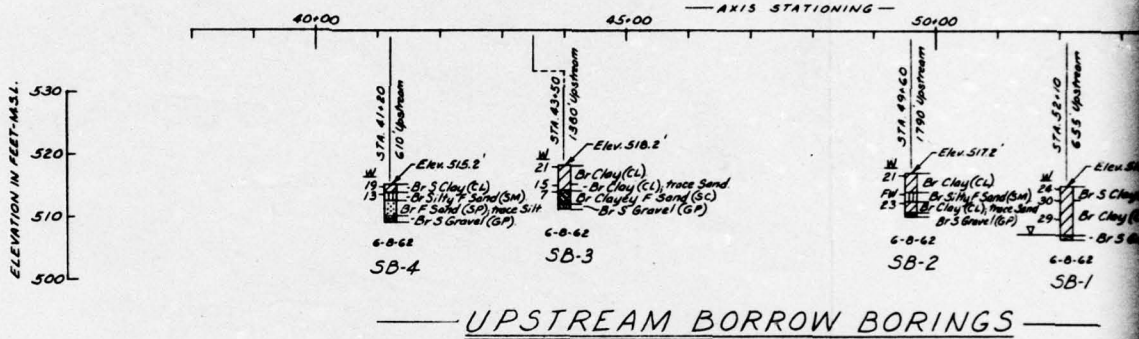 AXIS STATIONING
40+00 45+00 50+00
ELEVATION IN FEET-M.S.L.
530
520
510
500
STA. 41+20
610' Upstream
Elev. 515.2'
W
19
13
Br S Clay (CL)
Br Silty F Sand (SM)
Br F Sand (SP); trace Silt
Br S Gravel (GP)
6-8-62
SB-4
STA. 43+50
1380' Upstream
Elev. 518.2'
W
21
15
7
Br Clay (CL)
Br Clay (CL); trace Sand
Br Clayey F Sand (SC)
Br S Gravel (GP)
6-8-62
SB-3
STA. 49+60
1790' Upstream
Elev. 517.2'
W
21
FW
23
Br Clay (CL)
Br Silty F Sand (SM)
Br Clay (CL); trace Sand
Br S Gravel (GP)
6-8-62
SB-2
STA. 52+10
655' Upstream
W
26
30
29
Br S Clay
Br Clay
Br S
6-8-62
SB-1
UPSTREAM BORROW BORINGS